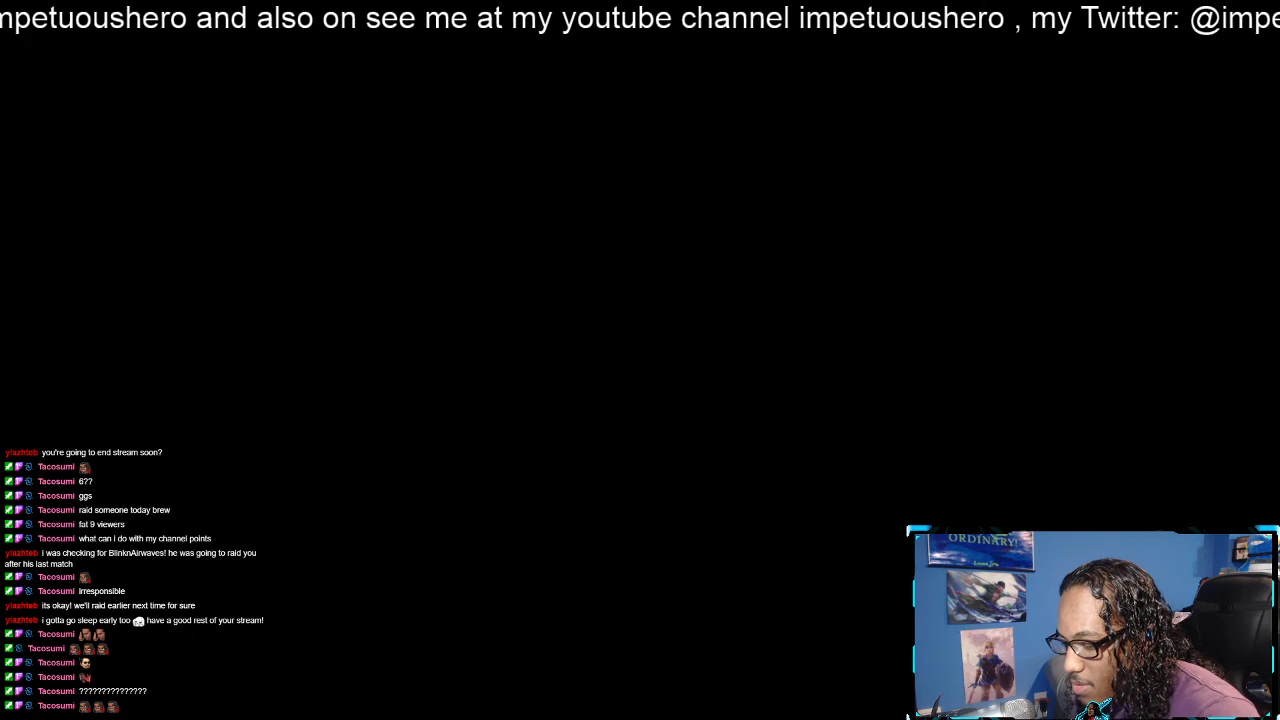 mpetuoushero and also on see me at my youtube channel impetuoushero , my Twitter: @impe
ylazhteb you're going to end stream soon?
Tacosumi
Tacosumi 6??
Tacosumi ggs
Tacosumi raid someone today brew
Tacosumi fat 9 viewers
Tacosumi what can i do with my channel points
ylazhteb i was checking for BlinknAirwaves! he was going to raid you
after his last match
Tacosumi
Tacosumi Irresponsible
ylazhteb its okay! we'll raid earlier next time for sure
ylazhteb i gotta go sleep early too have a good rest of your stream!
Tacosumi
Tacosumi
Tacosumi
Tacosumi
Tacosumi ???????????????
Tacosumi
ORDINARY!